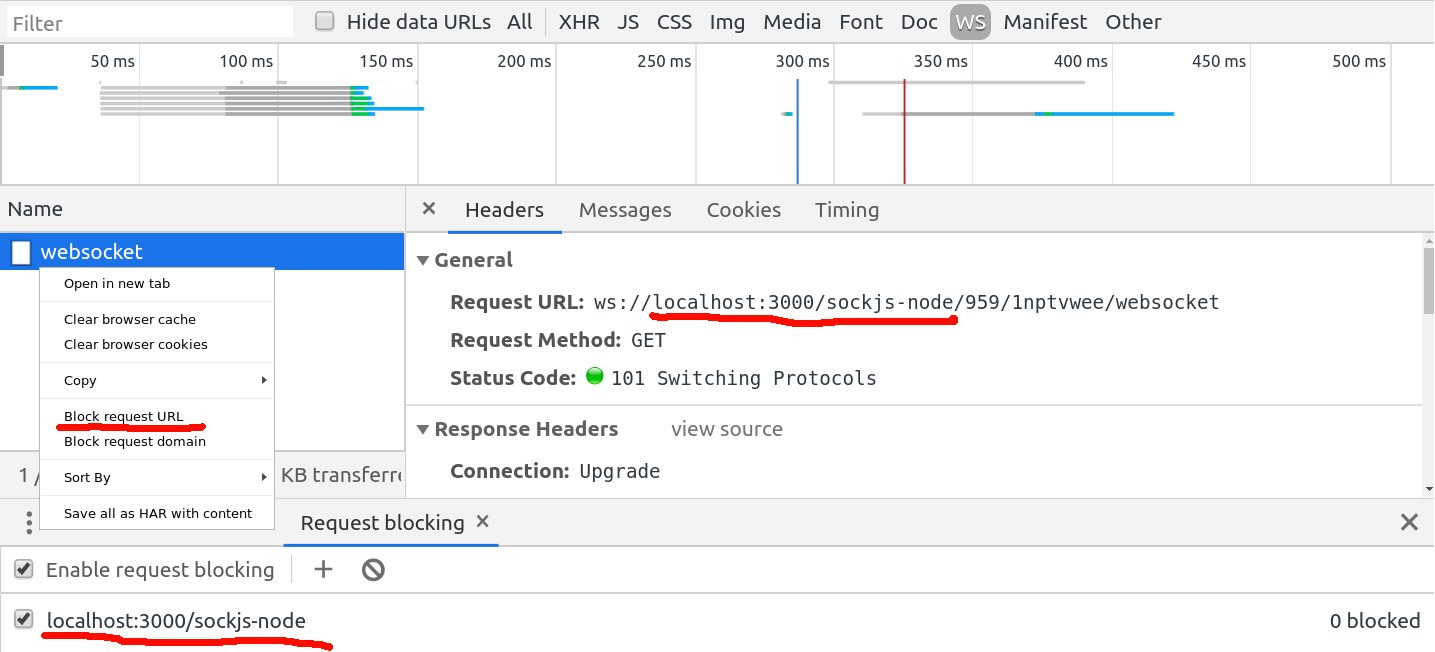 Filter Hide data URLs All XHR JS CSS Img Media Font Doc WS Manifest Other
50 ms 100 ms 150 ms 200 ms 250 ms 300 ms 350 ms 400 ms 450 ms 500 ms
Name
Headers Messages Cookies Timing
websocket
General
Request URL: ws://localhost:3000/sockjs-node/959/1nptvwee/websocket
Request Method: GET
Status Code: 101 Switching Protocols
Response Headers view source
Connection: Upgrade
Open in new tab
Clear browser cache
Clear browser cookies
Copy
Block request URL
Block request domain
Sort By
Save all as HAR with content
1 / KB transferre
Request blocking
Enable request blocking
localhost:3000/sockjs-node 0 blocked